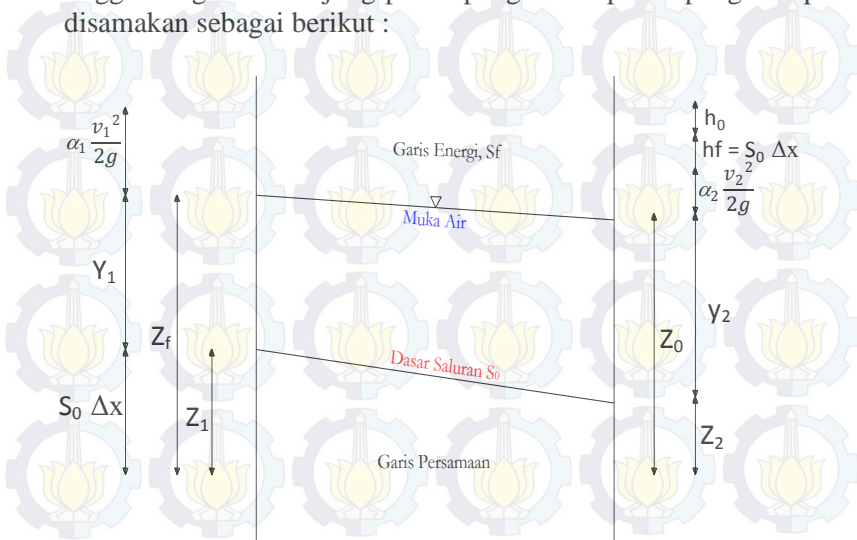 disamakan sebagai berikut :
α₁ v₁²/2g
Garis Energi, Sf
h₀
hf = S₀ Δx
α₂ v₂²/2g
Muka Air
Y₁
Zf
y₂
Z₀
Dasar Saluran S₀
S₀ Δx
Z₁
Z₂
Garis Persamaan